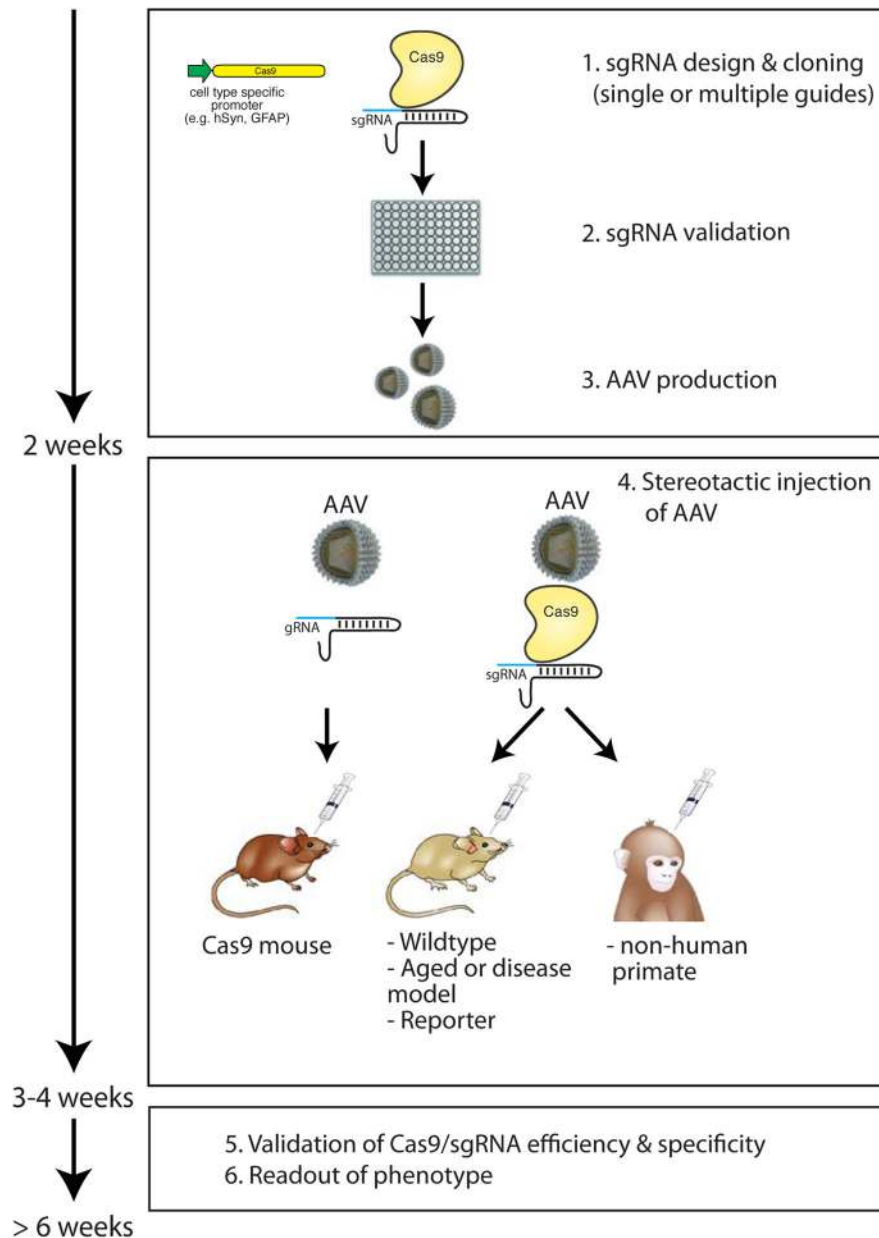 Cas9
cell type specific
promoter
(e.g. hSyn, GFAP)
Cas9
sgRNA
1. sgRNA design & cloning
(single or multiple guides)
2. sgRNA validation
3. AAV production
2 weeks
4. Stereotactic injection
of AAV
AAV
gRNA
AAV
Cas9
sgRNA
Cas9 mouse
- Wildtype
- Aged or disease
model
- Reporter
- non-human
primate
3-4 weeks
5. Validation of Cas9/sgRNA efficiency & specificity
6. Readout of phenotype
> 6 weeks